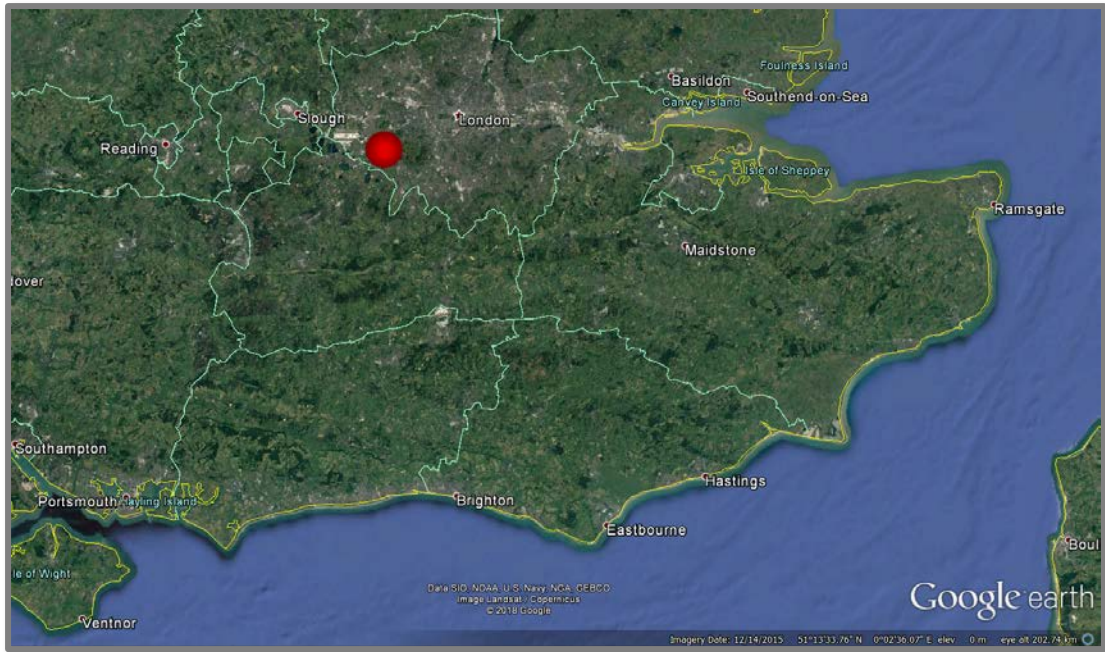 Foulness Island
Basildon
Canvey Island
Southend-on-Sea
Slough
London
Reading
Isle of Sheppey
Ramsgate
Maidstone
over
Southampton
Portsmouth
ayling Island
Hastings
Brighton
Eastbourne
Boul
le of Wight
Data SIO, NOAA, U.S. Navy, NGA, GEBCO
Image Landsat / Copernicus
© 2018 Google
Google earth
Ventnor
Imagery Date: 12/14/2015 51°13'33.76" N 0°02'36.07" E elev 0 m eye alt 202.74 km